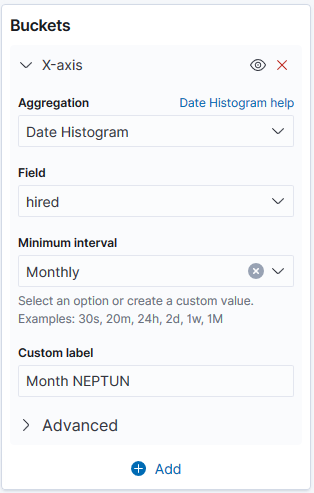 Buckets
X-axis
Aggregation
Date Histogram help
Date Histogram
Field
hired
Minimum interval
Monthly
Select an option or create a custom value.
Examples: 30s, 20m, 24h, 2d, 1w, 1M
Custom label
Month NEPTUN
Advanced
Add